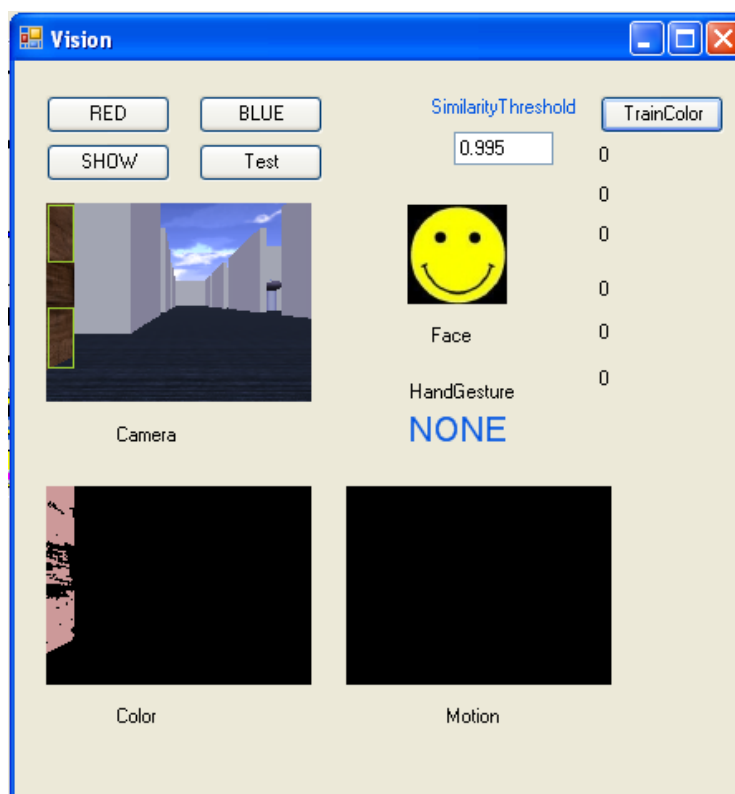 Vision
RED BLUE SimilarityThreshold TrainColor
SHOW Test 0.995 0
0
0
0
Face 0
HandGesture 0
Camera NONE
Color Motion